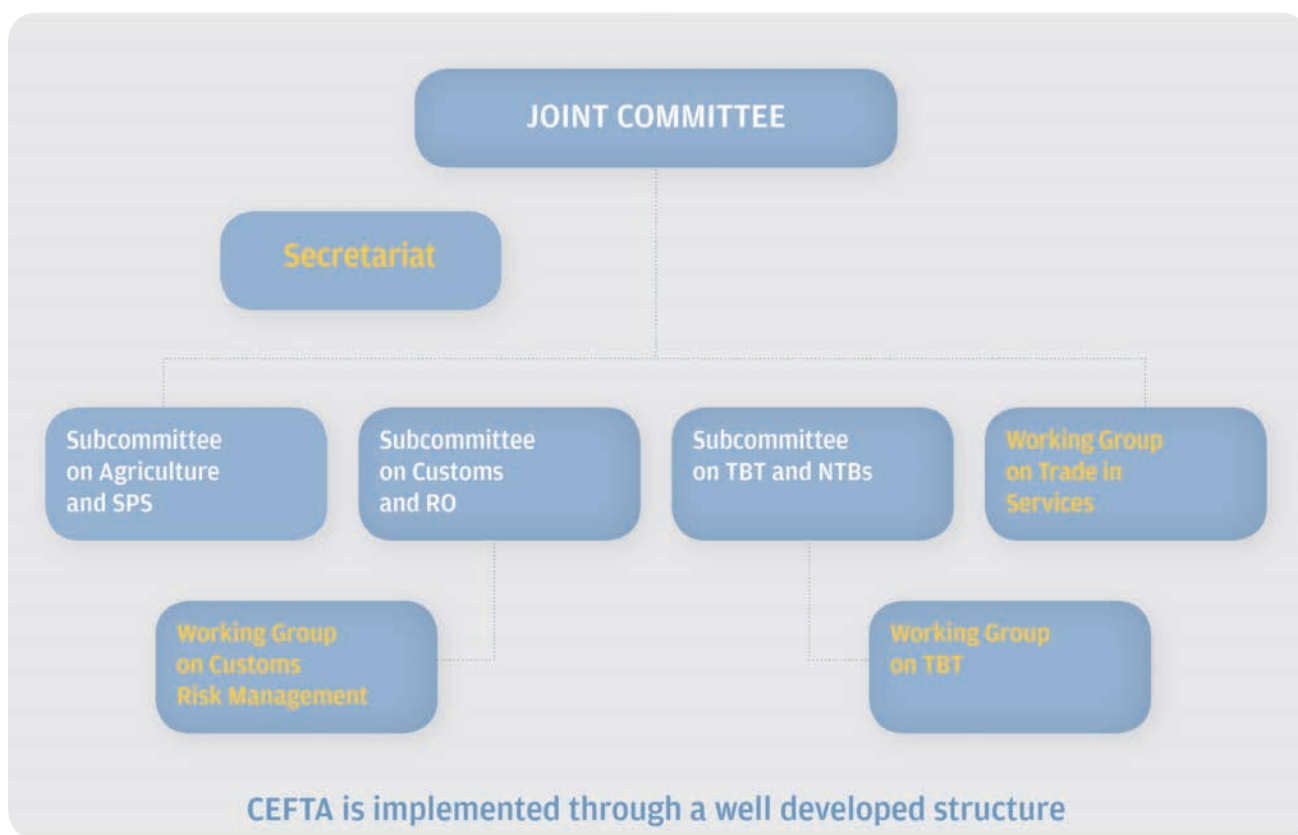 JOINT COMMITTEE
Secretariat
Subcommittee
on Agriculture
and SPS
Subcommittee
on Customs
and RO
Subcommittee
on TBT and NTBs
Working Group
on Trade in
Services
Working Group
on Customs
Risk Management
Working Group
on TBT
CEFTA is implemented through a well developed structure